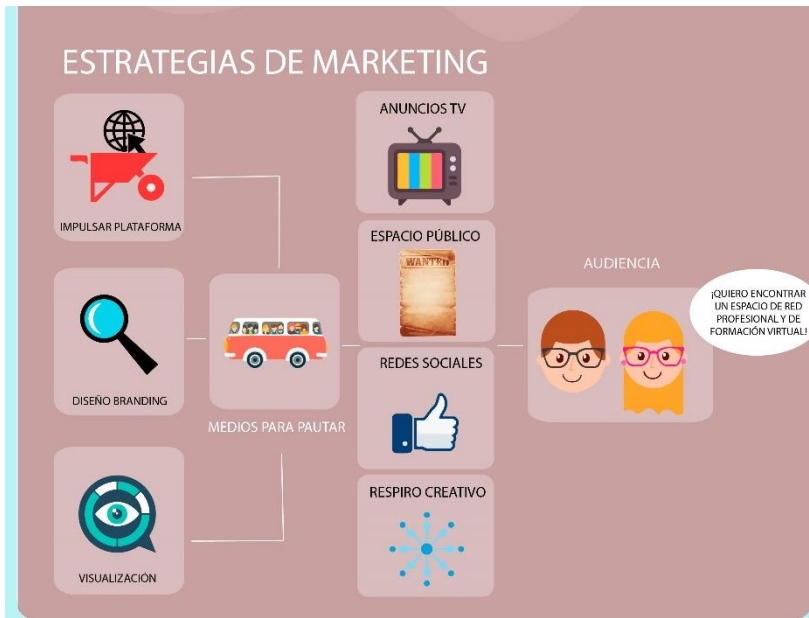 ESTRATEGIAS DE MARKETING
IMPULSAR PLATAFORMA
DISEÑO BRANDING
VISUALIZACIÓN
MEDIOS PARA PAUTAR
ANUNCIOS TV
ESPACIO PÚBLICO
WANTED
REDES SOCIALES
RESPIRO CREATIVO
AUDIENCIA
¡QUIERO ENCONTRAR
UN ESPACIO DE RED
PROFESIONAL Y DE
FORMACIÓN VIRTUAL!